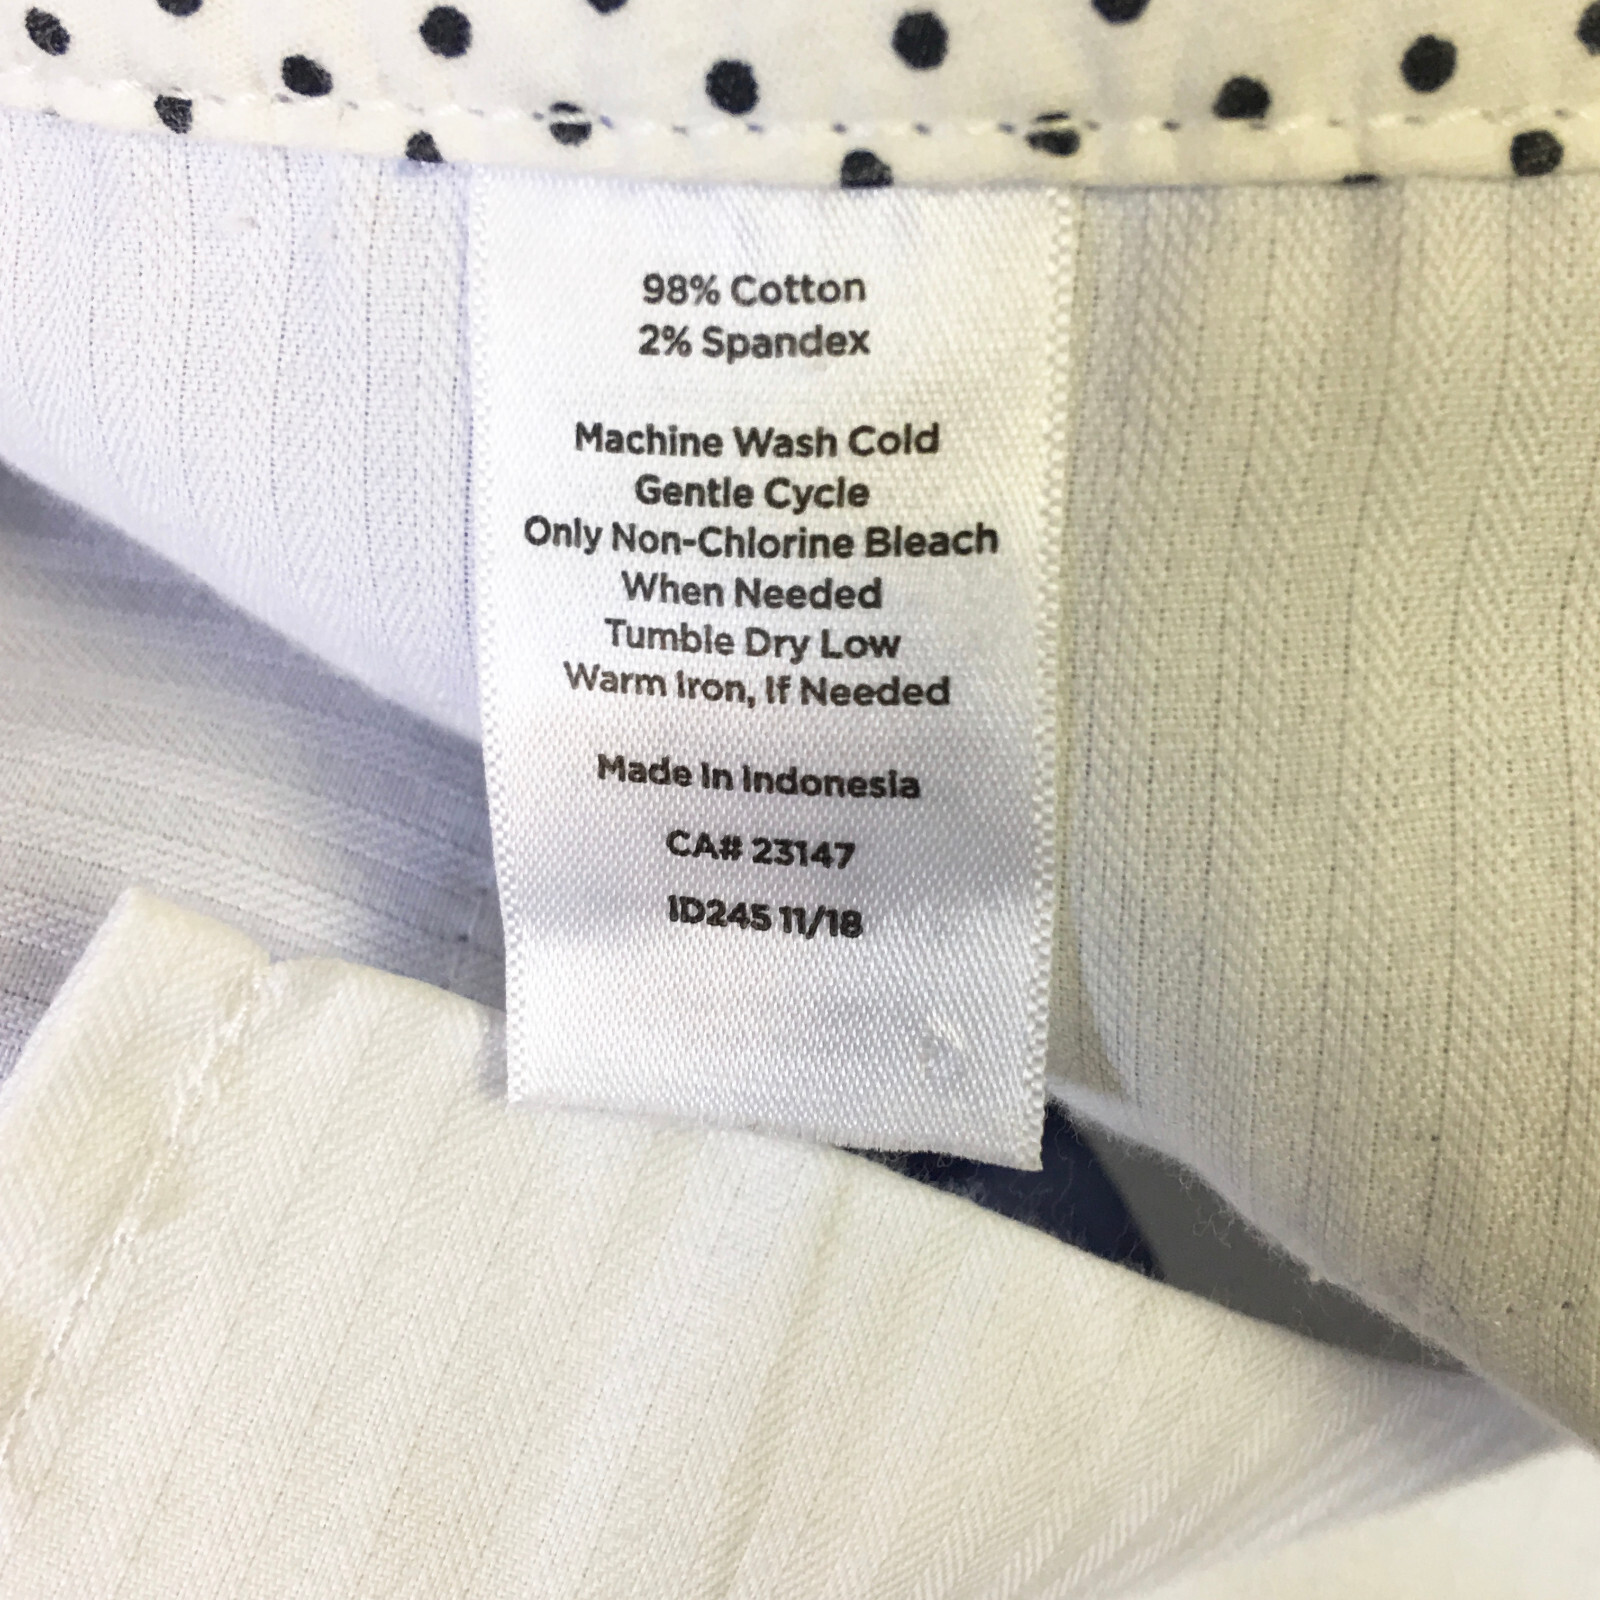 98% Cotton
2% Spandex
Machine Wash Cold
Gentle Cycle
Only Non-Chlorine Bleach
When Needed
Tumble Dry Low
Warm Iron, If Needed
Made In Indonesia
CA# 23147
ID245 11/18